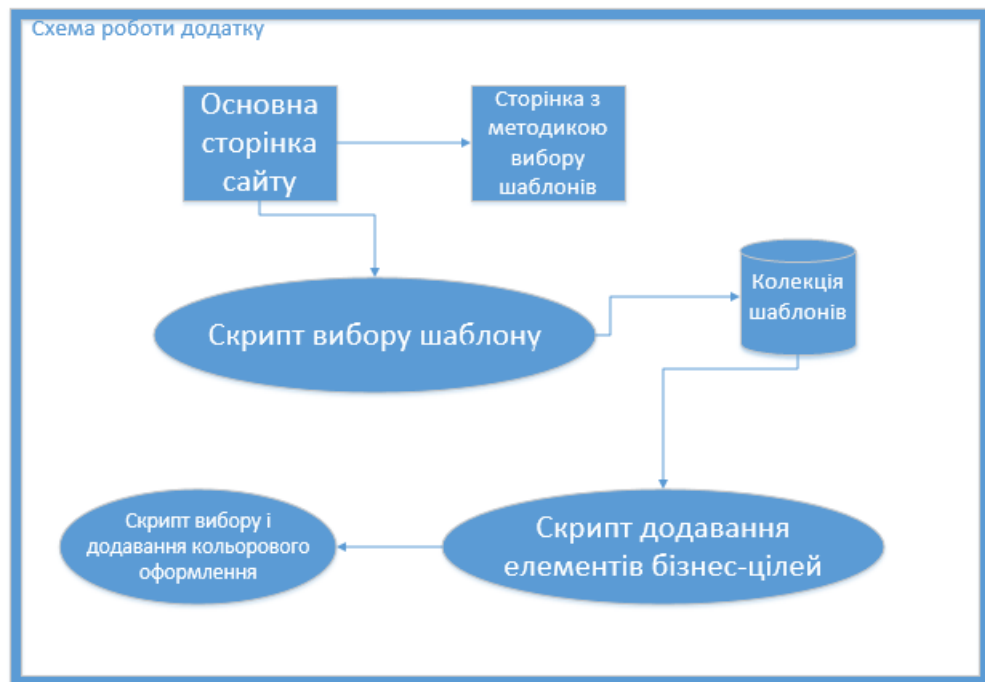 Схема роботи додатку
Основна
сторінка
сайту
Сторінка з
методикою
вибору
шаблонів
Скрипт вибору шаблону
Колекція
шаблонів
Скрипт вибору і
додавання кольорового
оформлення
Скрипт додавання
елементів бізнес-цілей